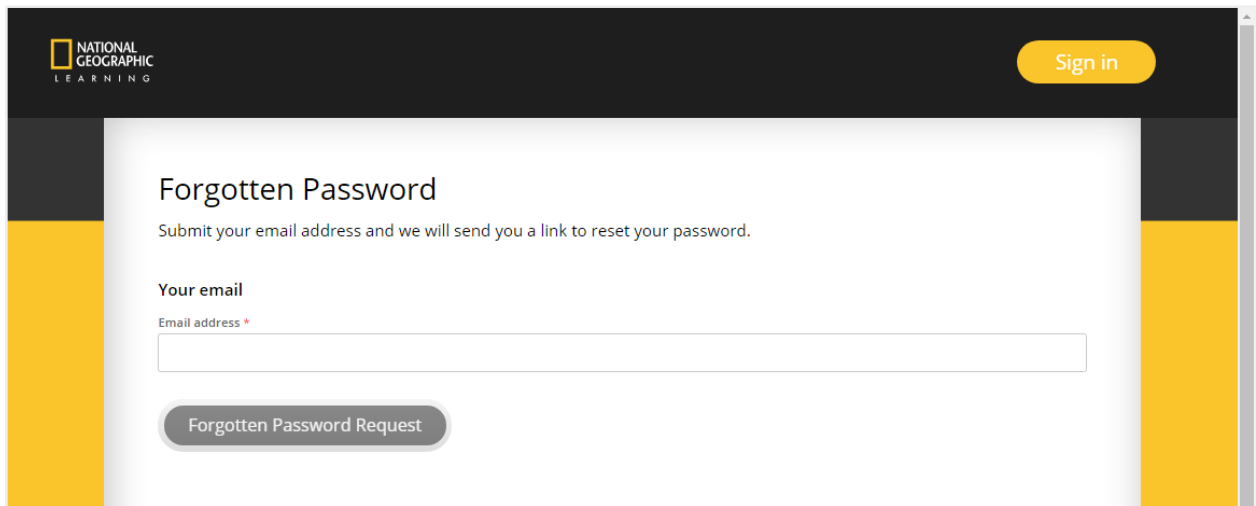 NATIONAL
GEOGRAPHIC
LEARNING
Sign in
Forgotten Password
Submit your email address and we will send you a link to reset your password.
Your email
Email address *
Forgotten Password Request